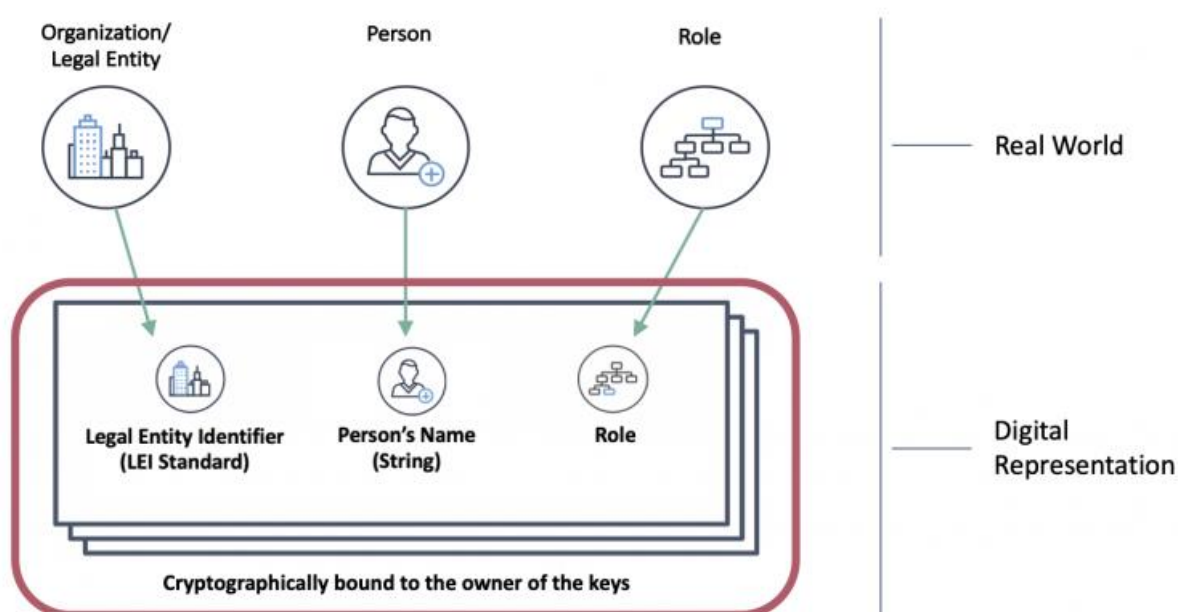 Organization/
Legal Entity
Person
Role
Real World
Legal Entity Identifier
(LEI Standard)
Person's Name
(String)
Role
Digital
Representation
Cryptographically bound to the owner of the keys